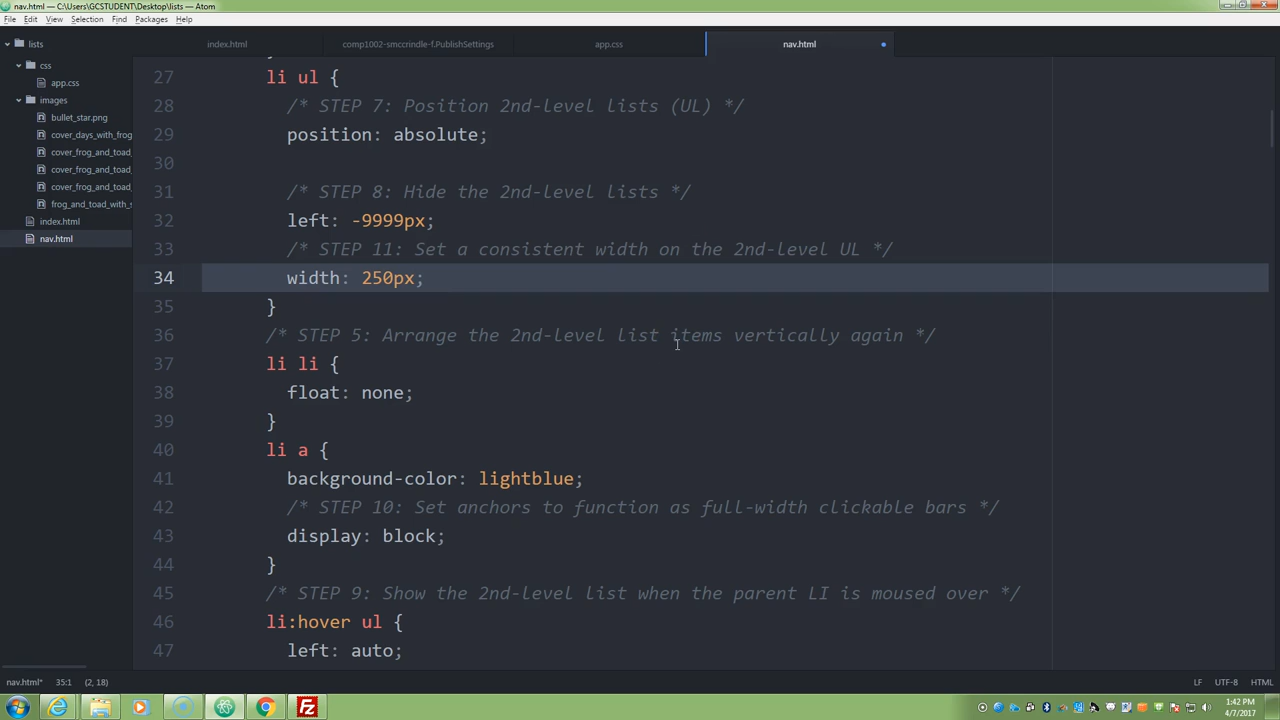 nav.html — C:\Users\GCSTUDENT\Desktop\lists — Atom
File Edit View Selection Find Packages Help
lists
css
app.css
images
bullet_star.png
cover_days_with_frog
cover_frog_and_toad_
cover_frog_and_toad_
cover_frog_and_toad_
frog_and_toad_with_s
index.html
nav.html
index.html comp1002-smccrindle-f.PublishSettings app.css nav.html
27 li ul {
28 /* STEP 7: Position 2nd-level lists (UL) */
29 position: absolute;
30
31 /* STEP 8: Hide the 2nd-level lists */
32 left: -9999px;
33 /* STEP 11: Set a consistent width on the 2nd-level UL */
34 width: 250px;
35 }
36 /* STEP 5: Arrange the 2nd-level list items vertically again */
37 li li {
38 float: none;
39 }
40 li a {
41 background-color: lightblue;
42 /* STEP 10: Set anchors to function as full-width clickable bars */
43 display: block;
44 }
45 /* STEP 9: Show the 2nd-level list when the parent LI is moused over */
46 li:hover ul {
47 left: auto;
nav.html* 35:1 (2, 18) LF UTF-8 HTML
Fz
1:42 PM
4/7/2017